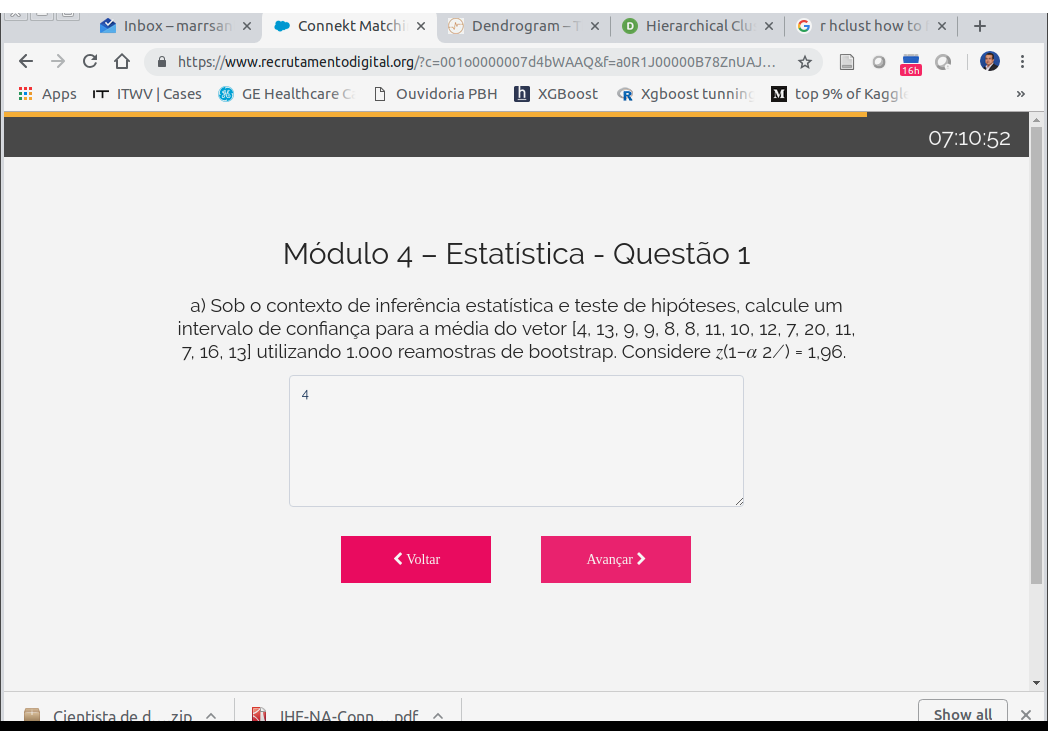 Inbox – marrsan
Connekt Matchi
Dendrogram – T
Hierarchical Clu
r hclust how to
https://www.recrutamentodigital.org/?c=001o0000007d4bWAAQ&f=a0R1J00000B78ZnUAJ...
16h
Apps
ITWV | Cases
GE Healthcare C
Ouvidoria PBH
h XGBoost
Xgboost tunning
M top 9% of Kaggl
»
07:10:52
Módulo 4 – Estatística - Questão 1
a) Sob o contexto de inferência estatística e teste de hipóteses, calcule um
intervalo de confiança para a média do vetor [4, 13, 9, 9, 8, 8, 11, 10, 12, 7, 20, 11,
7, 16, 13] utilizando 1.000 reamostras de bootstrap. Considere 𝑧(1−𝛼 2⁄) = 1,96.
4
Voltar
Avançar
Cientista de d....zip
IHF-NA-Conn....pdf
Show all